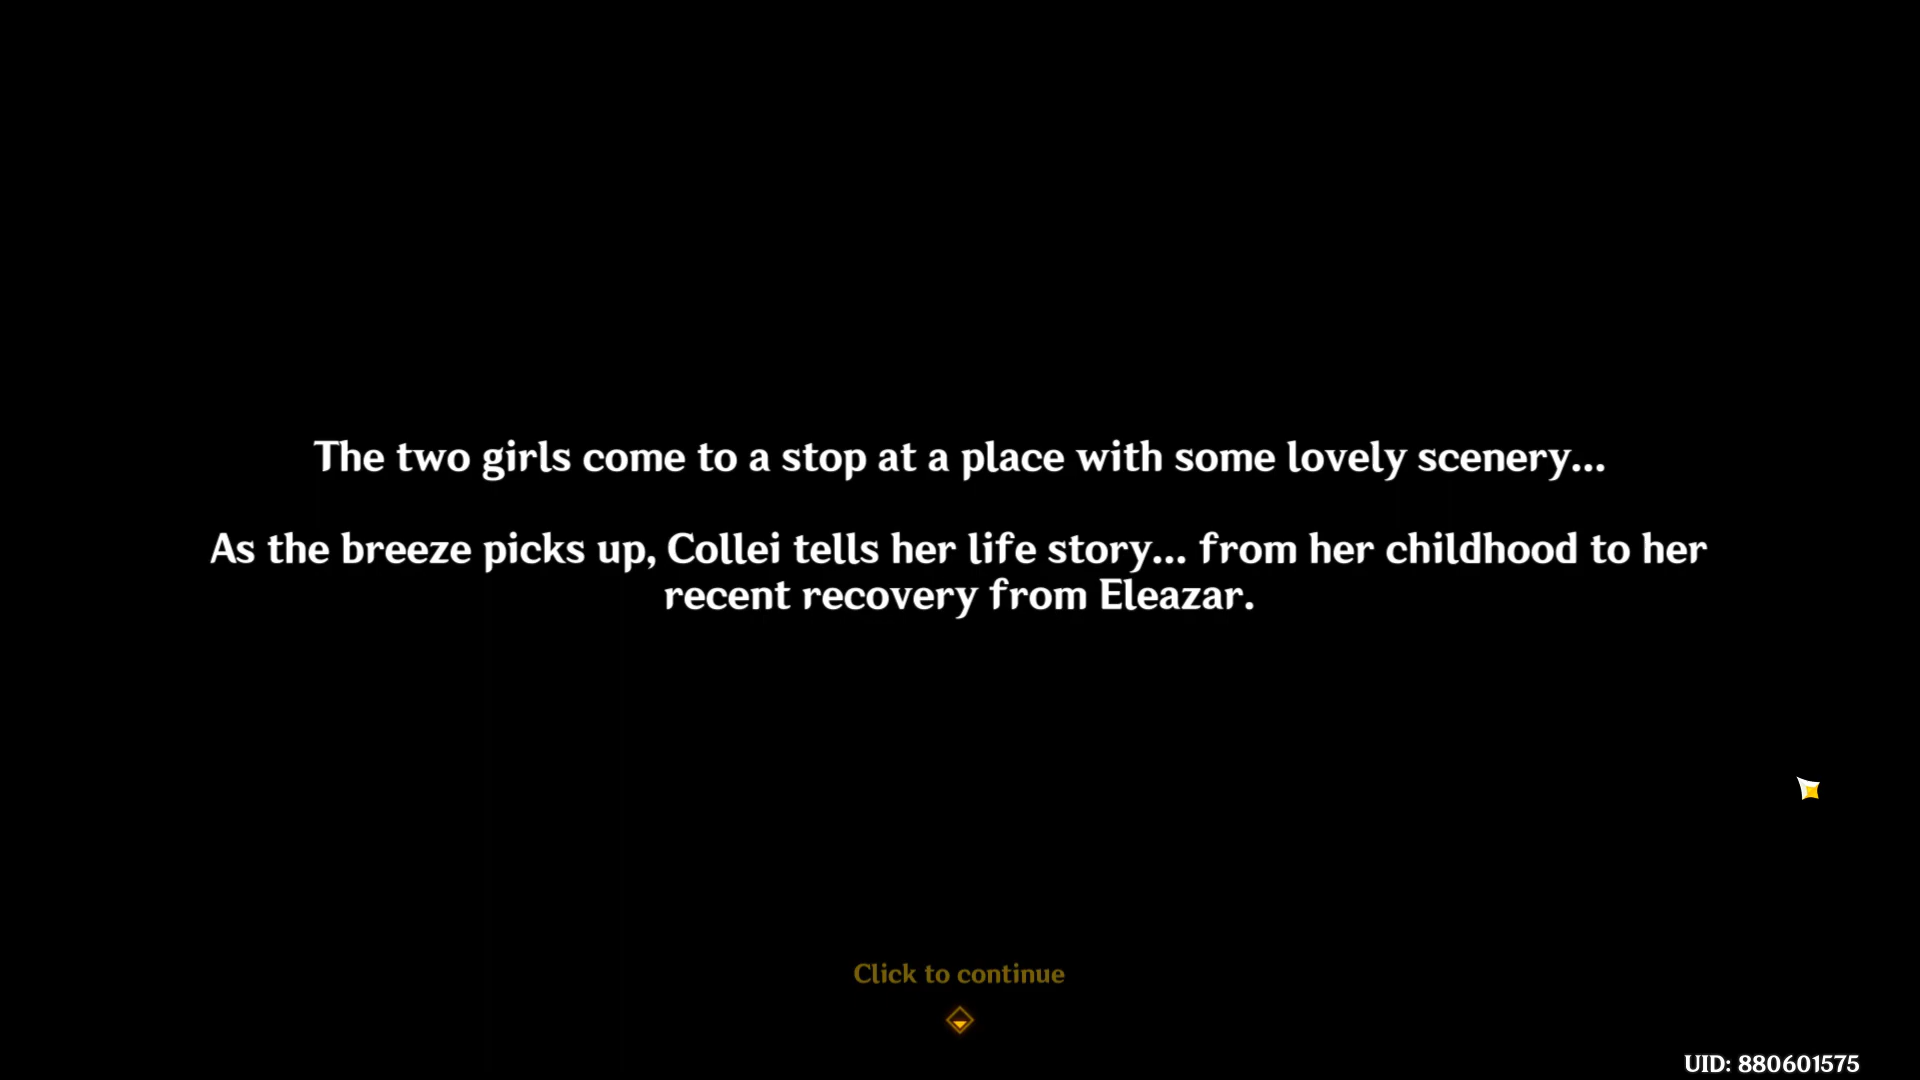 The two girls come to a stop at a place with some lovely scenery...
As the breeze picks up, Collei tells her life story... from her childhood to her
recent recovery from Eleazar.
Click to continue
UID: 880601575